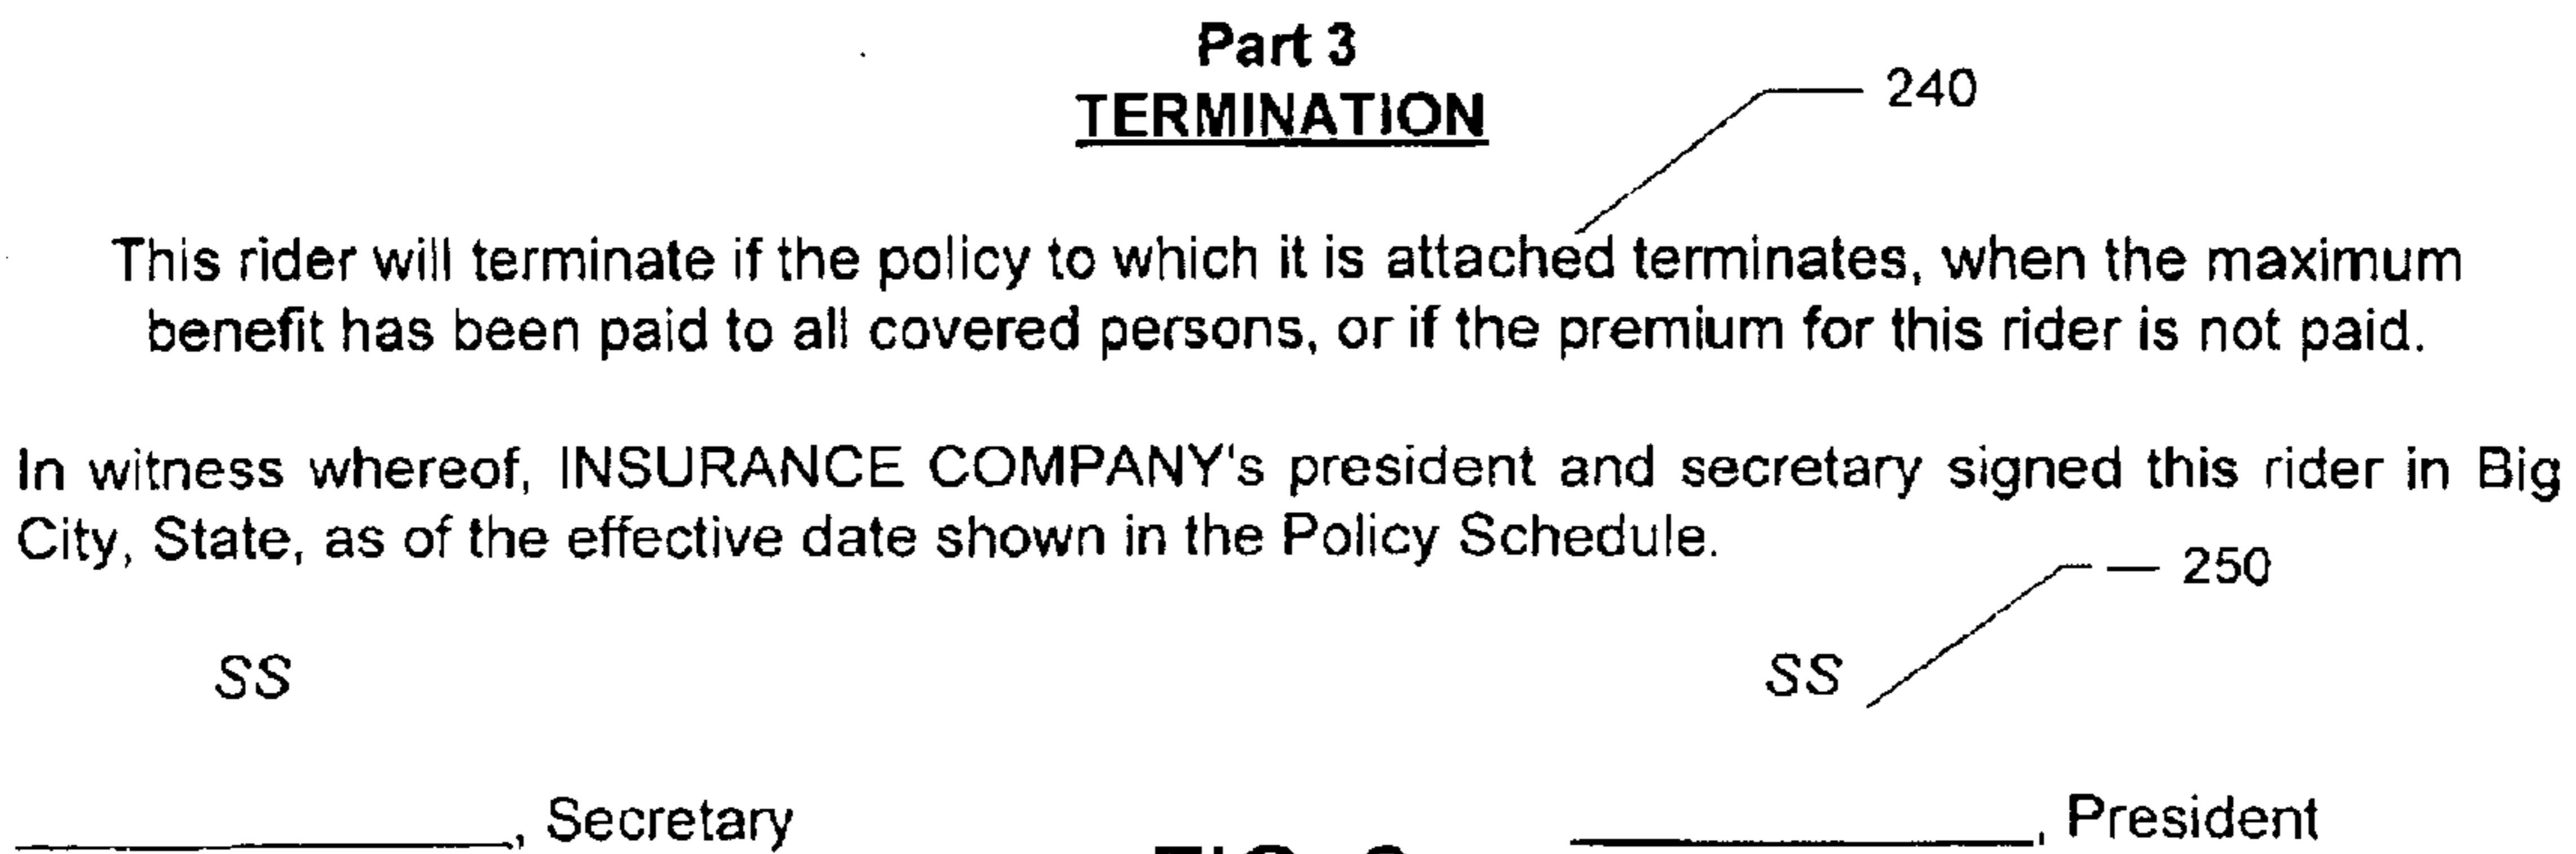 Part 3
TERMINATION
240
This rider will terminate if the policy to which it is attached terminates, when the maximum
benefit has been paid to all covered persons, or if the premium for this rider is not paid.
In witness whereof, INSURANCE COMPANY's president and secretary signed this rider in Big
City, State, as of the effective date shown in the Policy Schedule.
250
SS SS
, Secretary , President